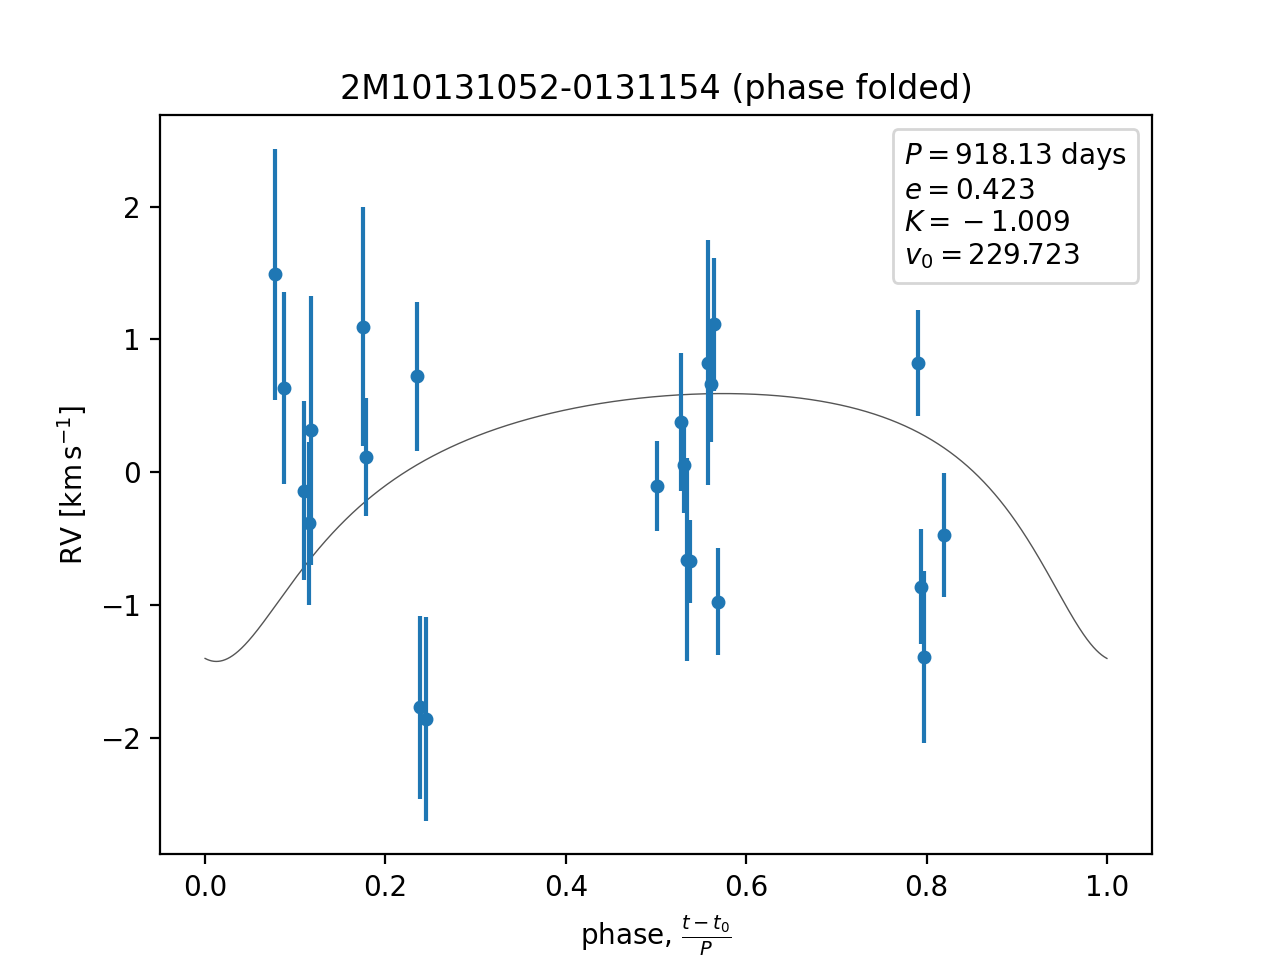 2M10131052-0131154 (phase folded)
P = 918.13 days
e = 0.423
K = −1.009
v₀ = 229.723
2
1
0
−1
−2
RV [km s⁻¹]
0.0 0.2 0.4 0.6 0.8 1.0
phase, (t − t₀)/P